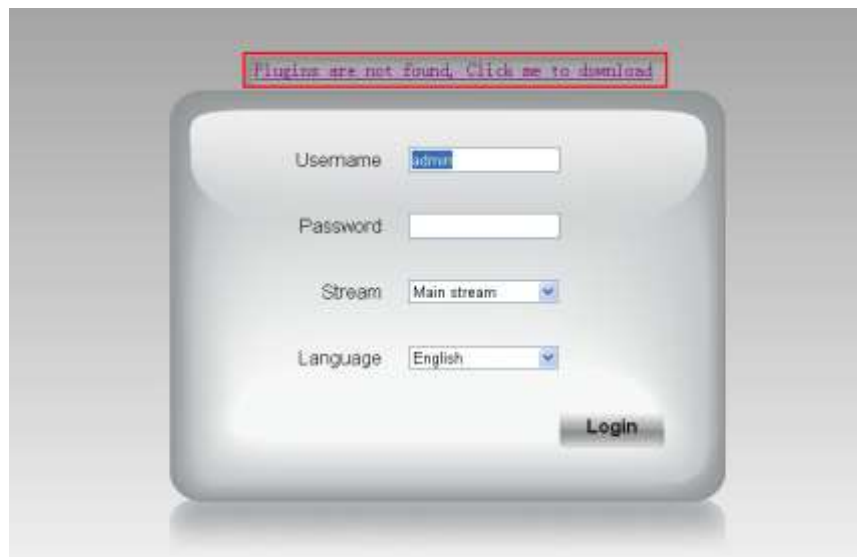 Plugins are not found, Click me to download
Username admin
Password
Stream Main stream
Language English
Login